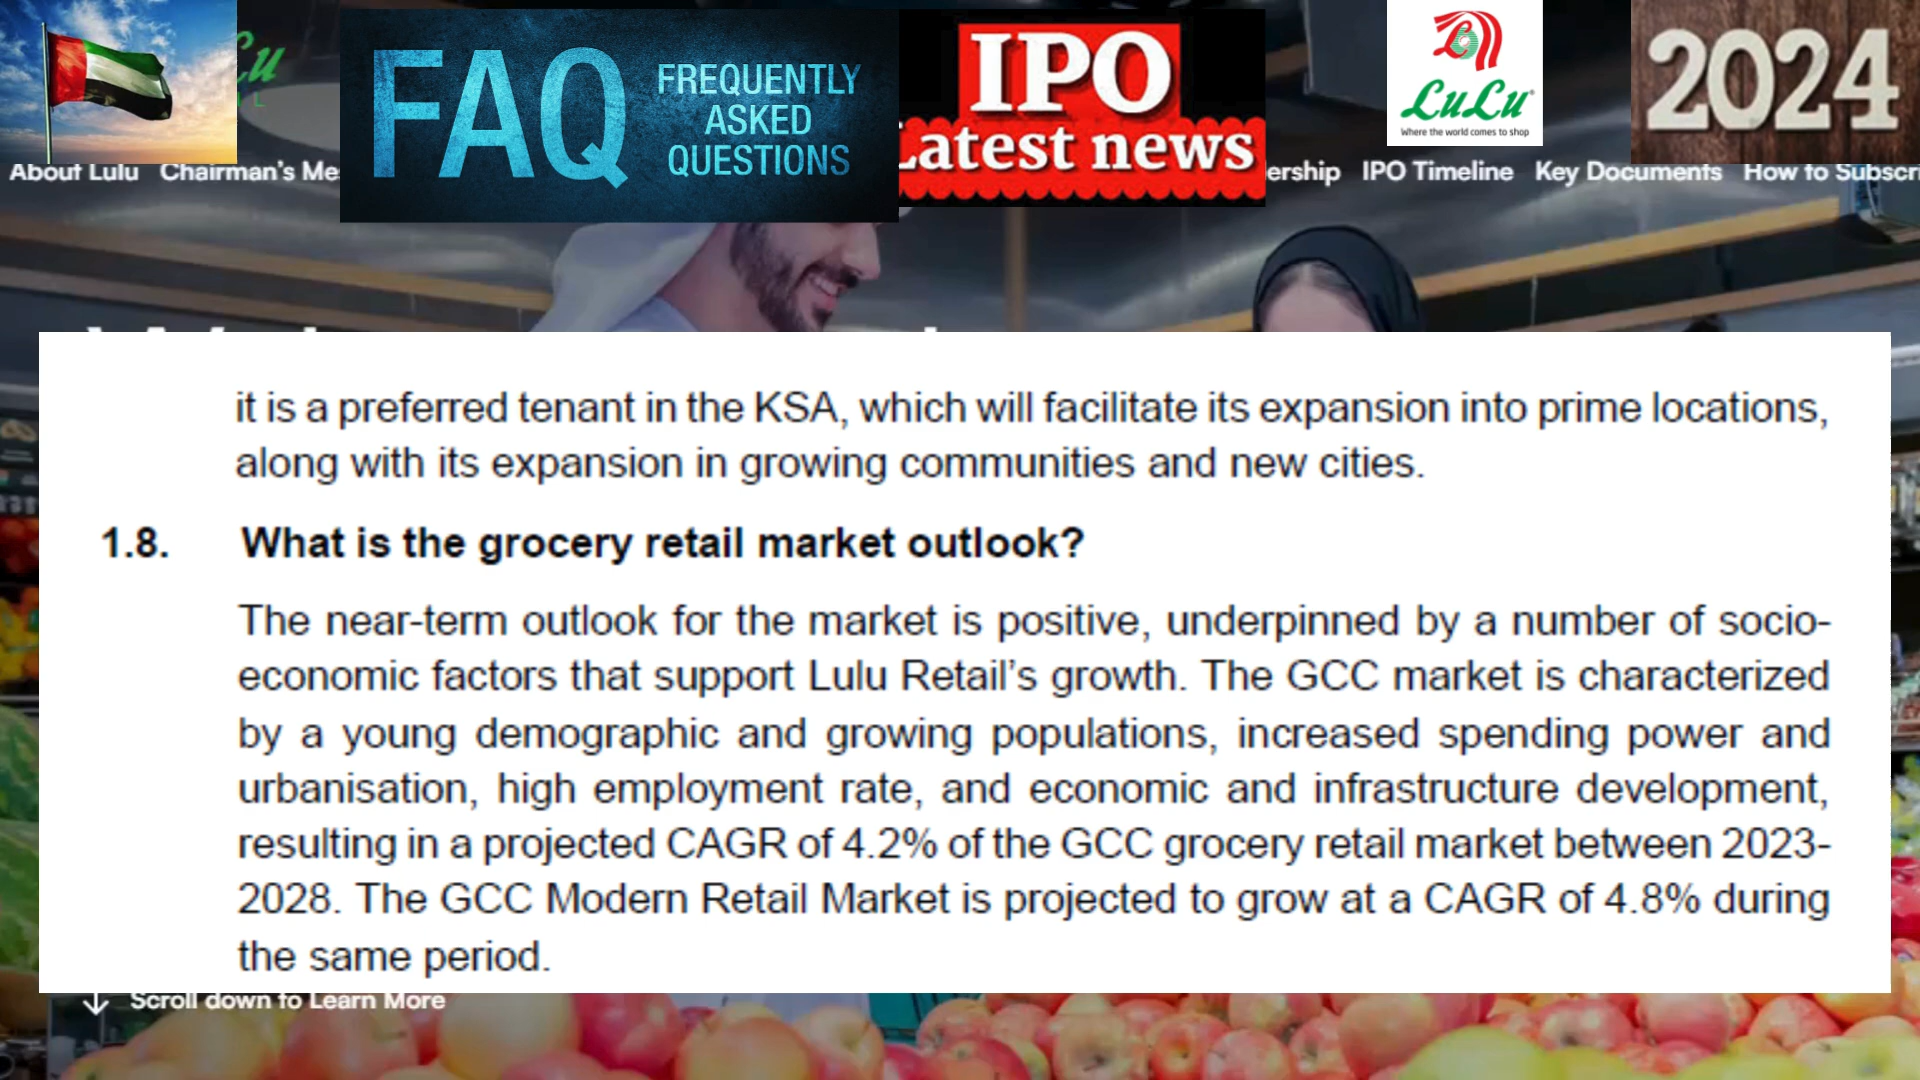 Lu
L
FAQ
FREQUENTLY
ASKED
QUESTIONS
IPO
Latest news
LuLu
Where the world comes to shop
2024
About Lulu Chairman's Me
ership IPO Timeline Key Documents How to Subscri
it is a preferred tenant in the KSA, which will facilitate its expansion into prime locations,
along with its expansion in growing communities and new cities.
1.8. What is the grocery retail market outlook?
The near-term outlook for the market is positive, underpinned by a number of socio-
economic factors that support Lulu Retail’s growth. The GCC market is characterized
by a young demographic and growing populations, increased spending power and
urbanisation, high employment rate, and economic and infrastructure development,
resulting in a projected CAGR of 4.2% of the GCC grocery retail market between 2023-
2028. The GCC Modern Retail Market is projected to grow at a CAGR of 4.8% during
the same period.
Scroll down to Learn More